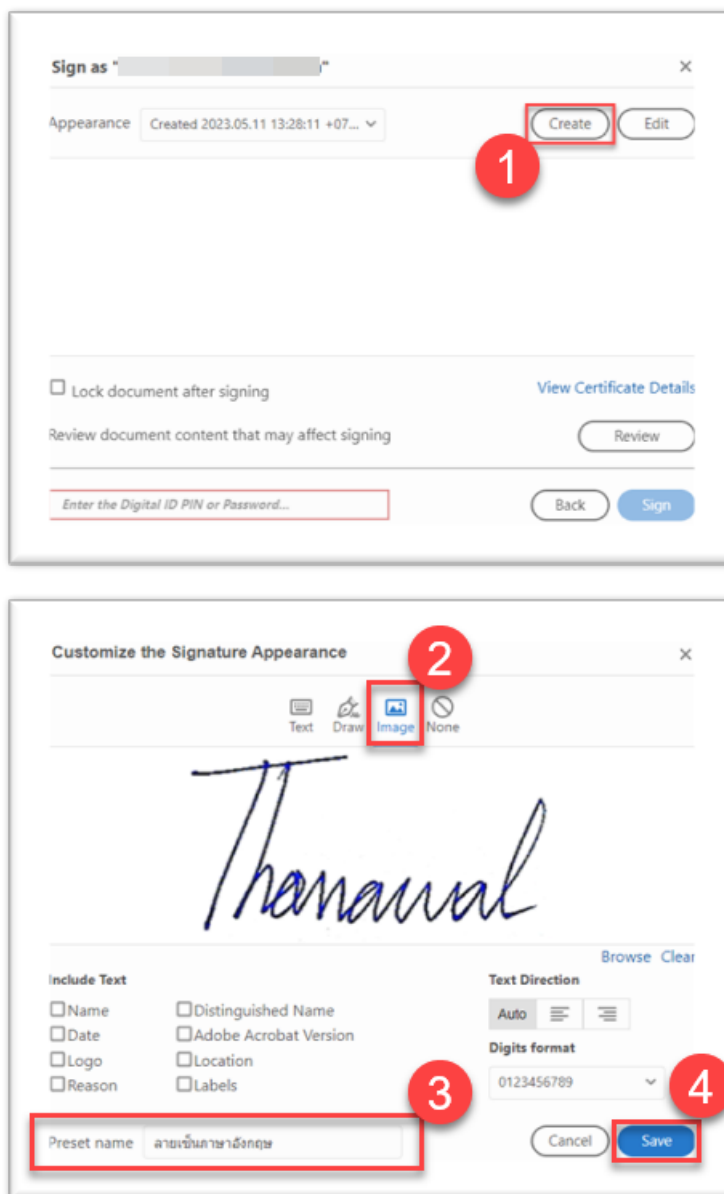 Sign as " "
Appearance Created 2023.05.11 13:28:11 +07... Create Edit
1
Lock document after signing View Certificate Details
Review document content that may affect signing Review
Enter the Digital ID PIN or Password... Back Sign
Customize the Signature Appearance
2
Text Draw Image None
Thanawal
Browse Clear
Include Text Text Direction
Name Distinguished Name Auto
Date Adobe Acrobat Version
Digits format
Logo Location
Reason Labels 0123456789
3 4
Preset name ลายเซ็นภาษาอังกฤษ Cancel Save